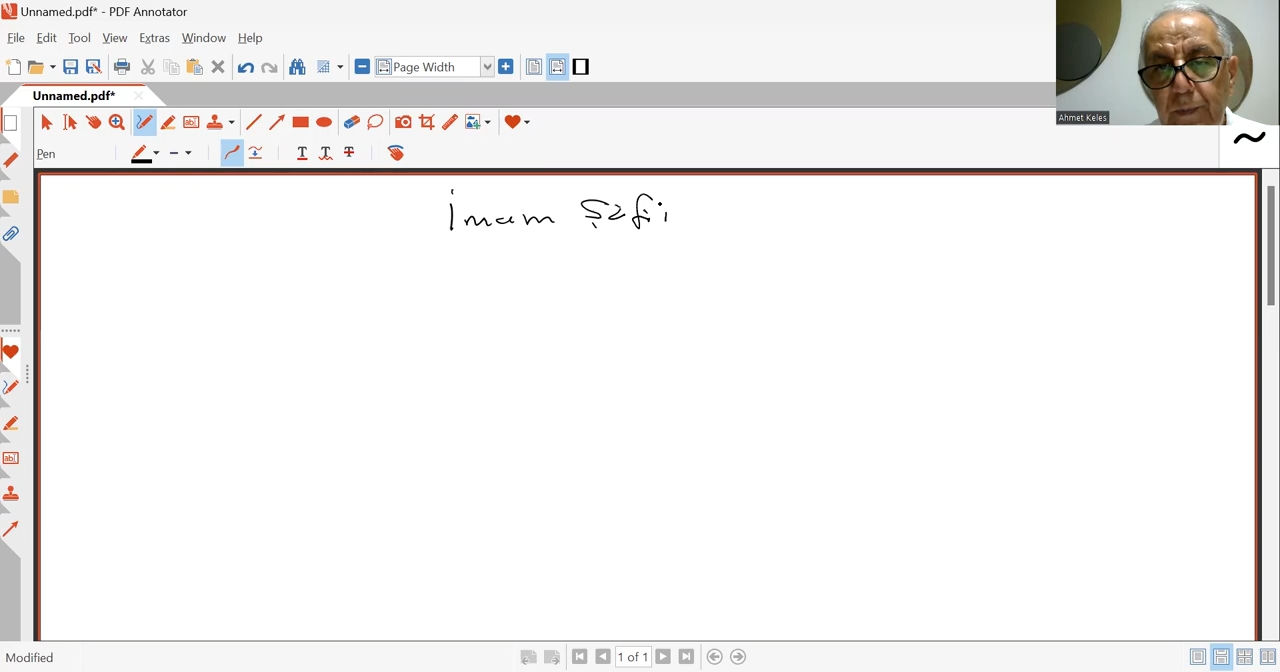 Unnamed.pdf* - PDF Annotator
File Edit Tool View Extras Window Help
Page Width
Unnamed.pdf*
Pen
Ahmet Keles
İmam Şafii
Modified
1 of 1